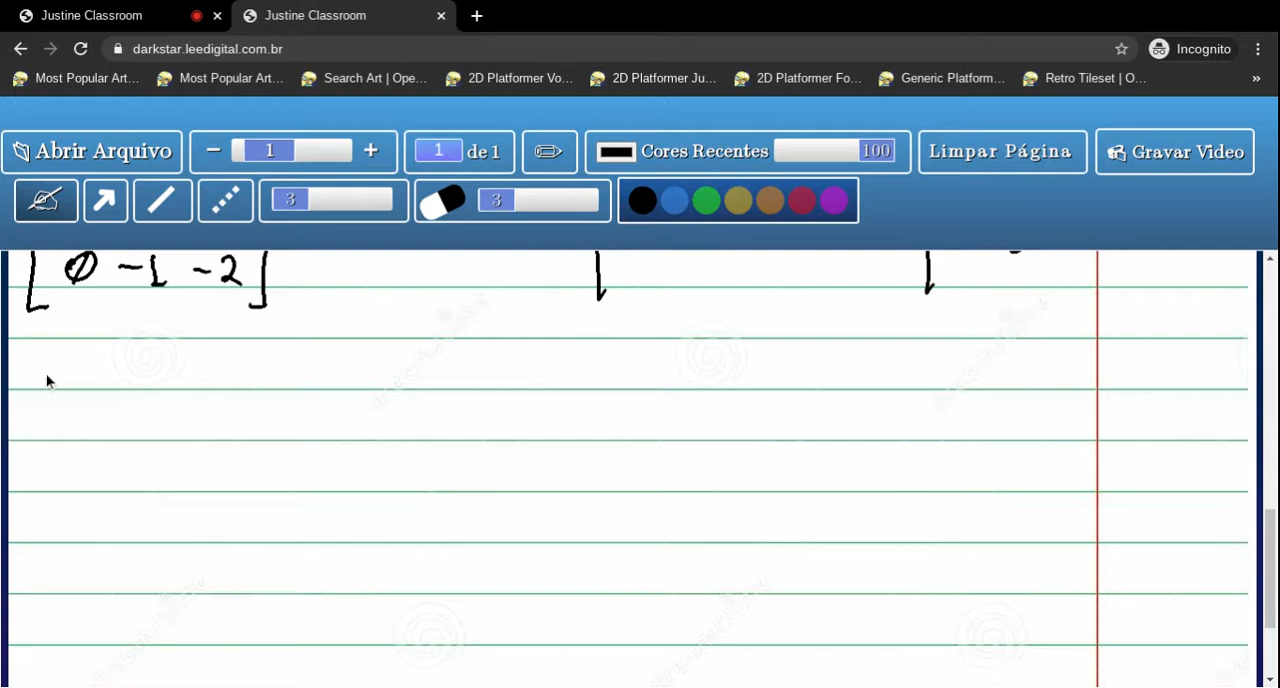 Justine Classroom
Justine Classroom
darkstar.leedigital.com.br
Incognito
Most Popular Art...
Most Popular Art...
Search Art | Ope...
2D Platformer Vo...
2D Platformer Ju...
2D Platformer Fo...
Generic Platform...
Retro Tileset | O...
»
Abrir Arquivo
− 1 +
1 de 1
Cores Recentes 100
Limpar Página
Gravar Video
3
3
0 -1 -2